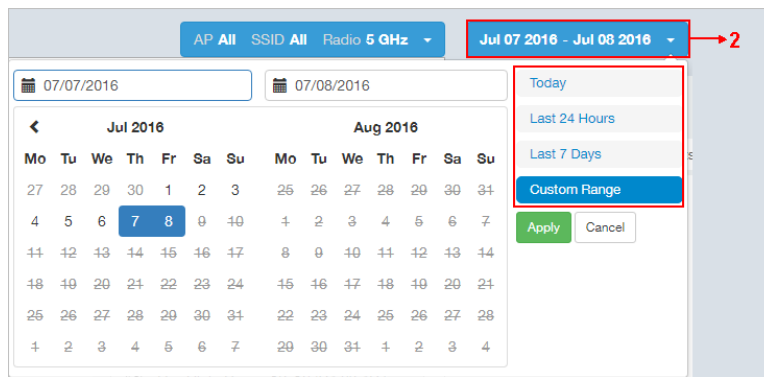 AP All SSID All Radio 5 GHz
Jul 07 2016 - Jul 08 2016
2
07/07/2016
07/08/2016
Jul 2016
Mo Tu We Th Fr Sa Su
27 28 29 30 1 2 3
4 5 6 7 8 9 10
11 12 13 14 15 16 17
18 19 20 21 22 23 24
25 26 27 28 29 30 31
1 2 3 4 5 6 7
Aug 2016
Mo Tu We Th Fr Sa Su
25 26 27 28 29 30 31
1 2 3 4 5 6 7
8 9 10 11 12 13 14
15 16 17 18 19 20 21
22 23 24 25 26 27 28
29 30 31 1 2 3 4
Today
Last 24 Hours
Last 7 Days
Custom Range
Apply Cancel